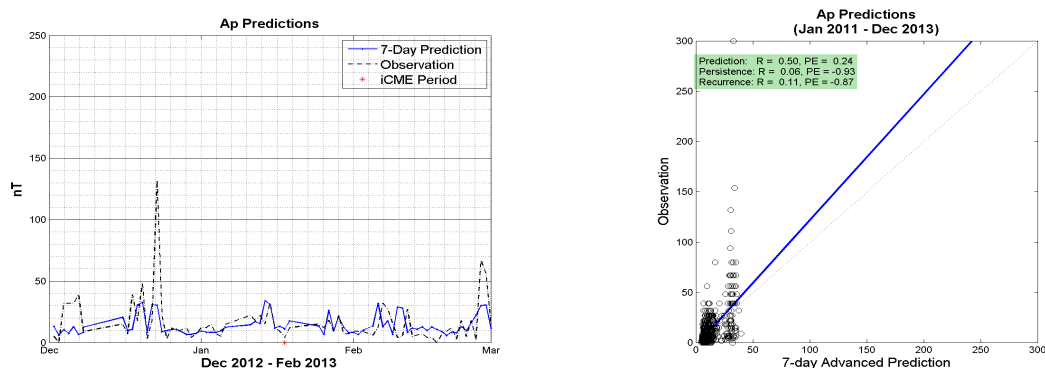 Ap Predictions
250
200
150
100
50
0
nT
7-Day Prediction
Observation
iCME Period
Dec
Jan
Feb
Mar
Dec 2012 - Feb 2013
Ap Predictions
(Jan 2011 - Dec 2013)
300
250
200
150
100
50
0
Observation
Prediction: R = 0.50, PE = 0.24
Persistence: R = 0.06, PE = -0.93
Recurrence: R = 0.11, PE = -0.87
0
50
100
150
200
250
300
7-day Advanced Prediction